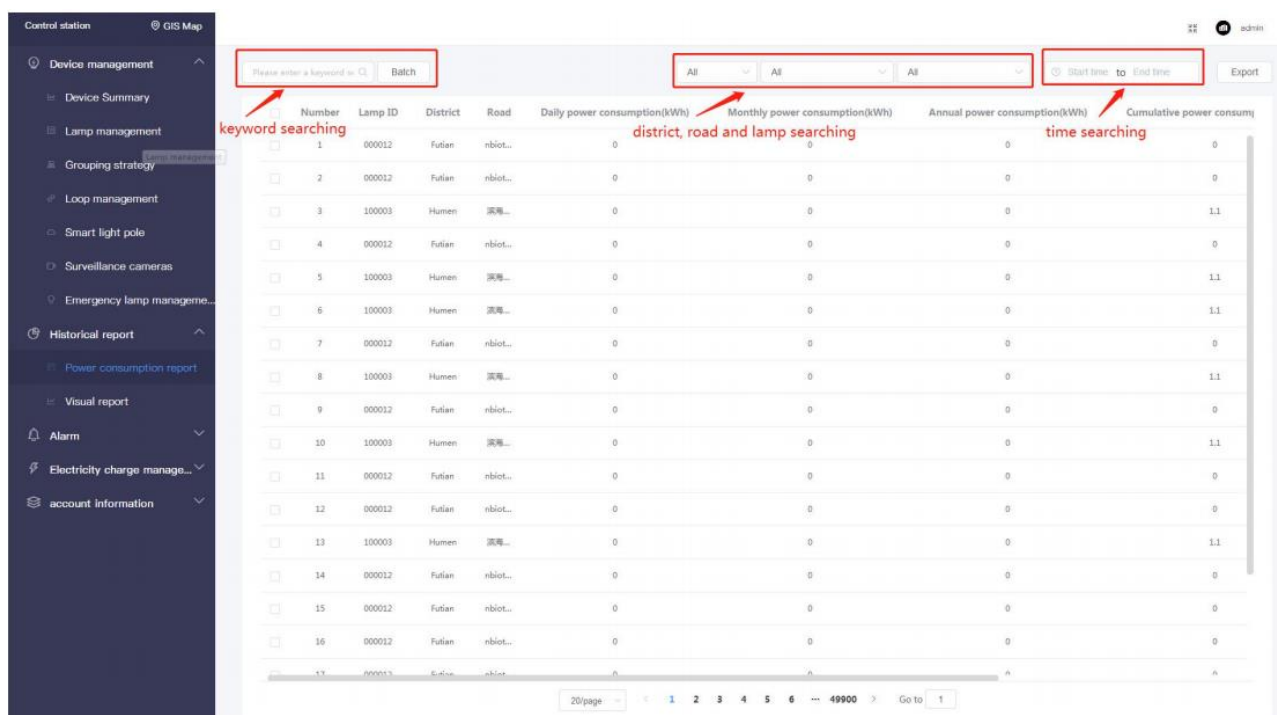 Control station GIS Map
admin
Device management
Device Summary
Lamp management
Grouping strategy
Lamp management
Loop management
Smart light pole
Surveillance cameras
Emergency lamp manageme...
Historical report
Power consumption report
Visual report
Alarm
Electricity charge manage...
account information
Please enter a keyword Batch All All All Start time to End time Export
keyword searching
district, road and lamp searching
time searching
Number Lamp ID District Road Daily power consumption(kWh) Monthly power consumption(kWh) Annual power consumption(kWh) Cumulative power consump
1 000012 Futian nbiot... 0 0 0 0
2 000012 Futian nbiot... 0 0 0 0
3 100003 Humen 滨海... 0 0 0 1.1
4 000012 Futian nbiot... 0 0 0 0
5 100003 Humen 滨海... 0 0 0 1.1
6 100003 Humen 滨海... 0 0 0 1.1
7 000012 Futian nbiot... 0 0 0 0
8 100003 Humen 滨海... 0 0 0 1.1
9 000012 Futian nbiot... 0 0 0 0
10 100003 Humen 滨海... 0 0 0 1.1
11 000012 Futian nbiot... 0 0 0 0
12 000012 Futian nbiot... 0 0 0 0
13 100003 Humen 滨海... 0 0 0 1.1
14 000012 Futian nbiot... 0 0 0 0
15 000012 Futian nbiot... 0 0 0 0
16 000012 Futian nbiot... 0 0 0 0
20/page < 1 2 3 4 5 6 ... 49900 > Go to 1